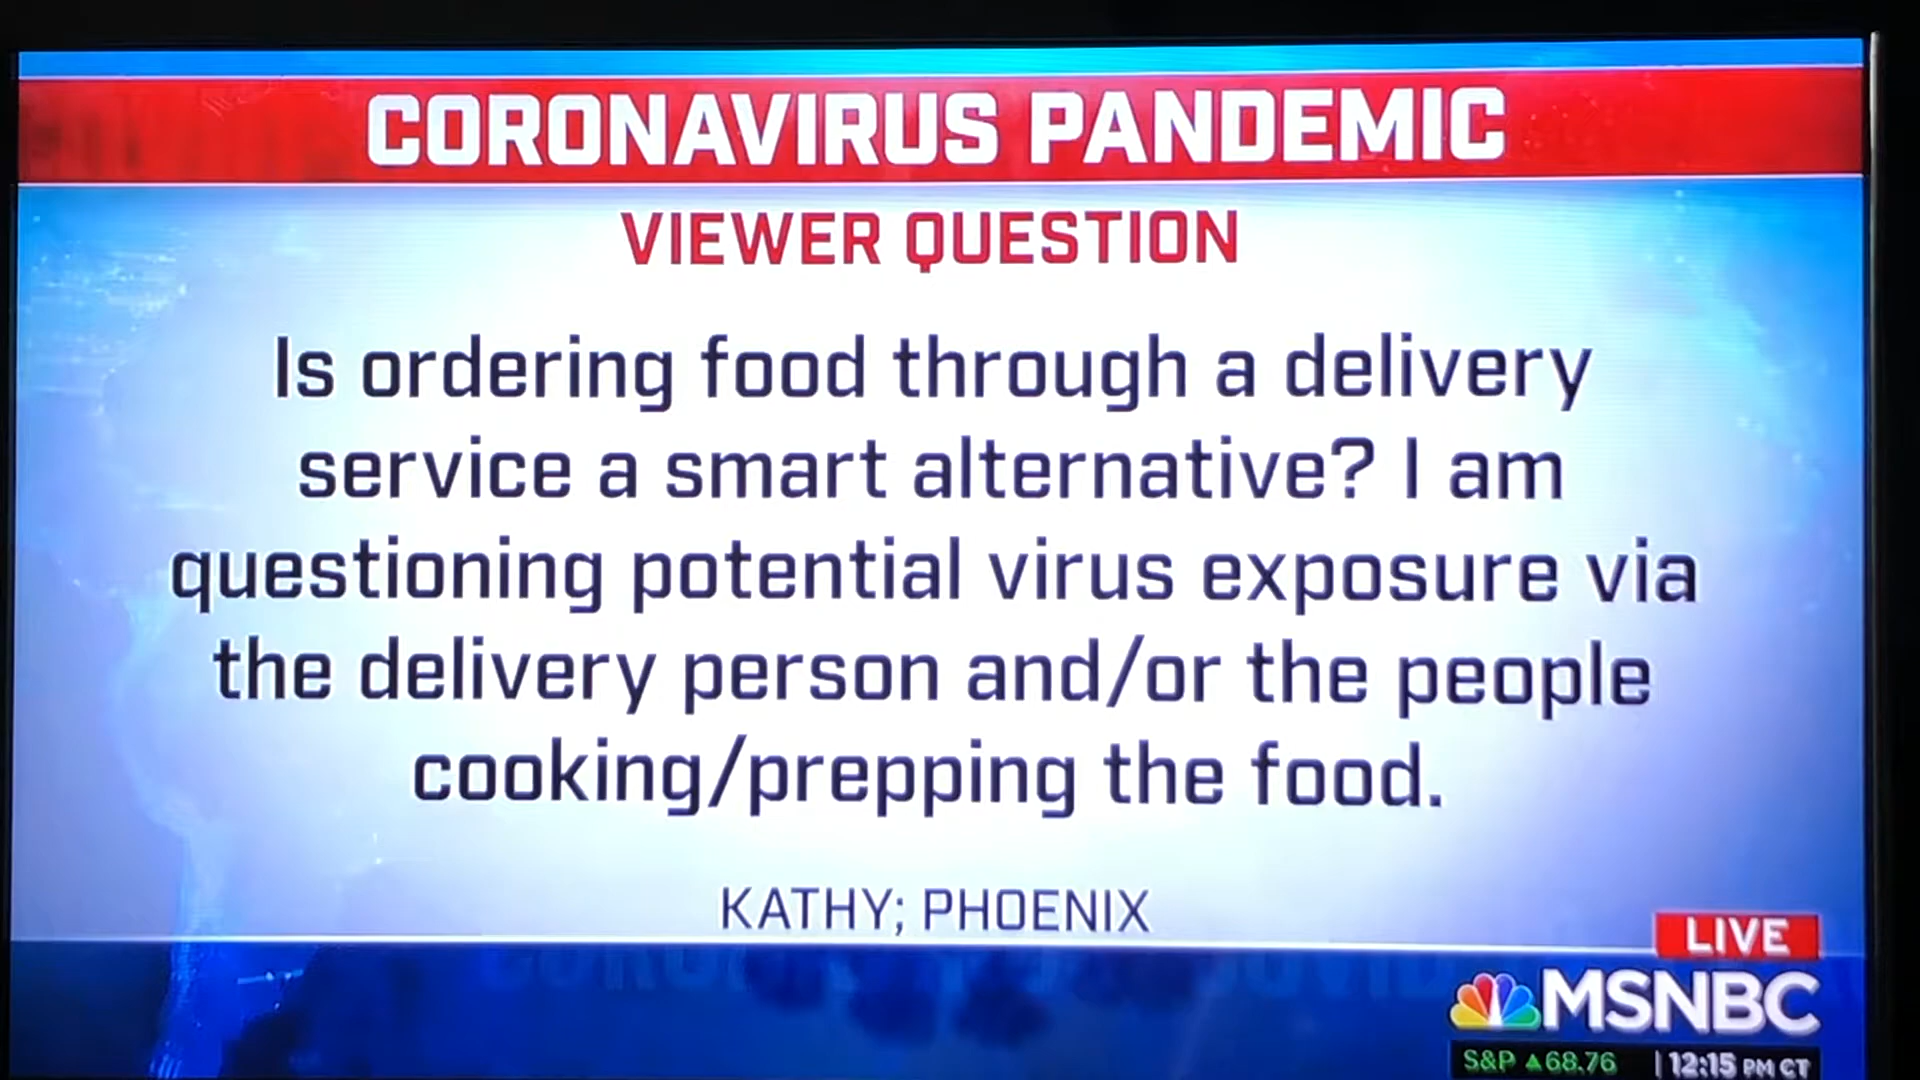 CORONAVIRUS PANDEMIC
VIEWER QUESTION
Is ordering food through a delivery
service a smart alternative? I am
questioning potential virus exposure via
the delivery person and/or the people
cooking/prepping the food.
KATHY; PHOENIX
LIVE
MSNBC
S&P ▲68.76 | 12:15 PM CT